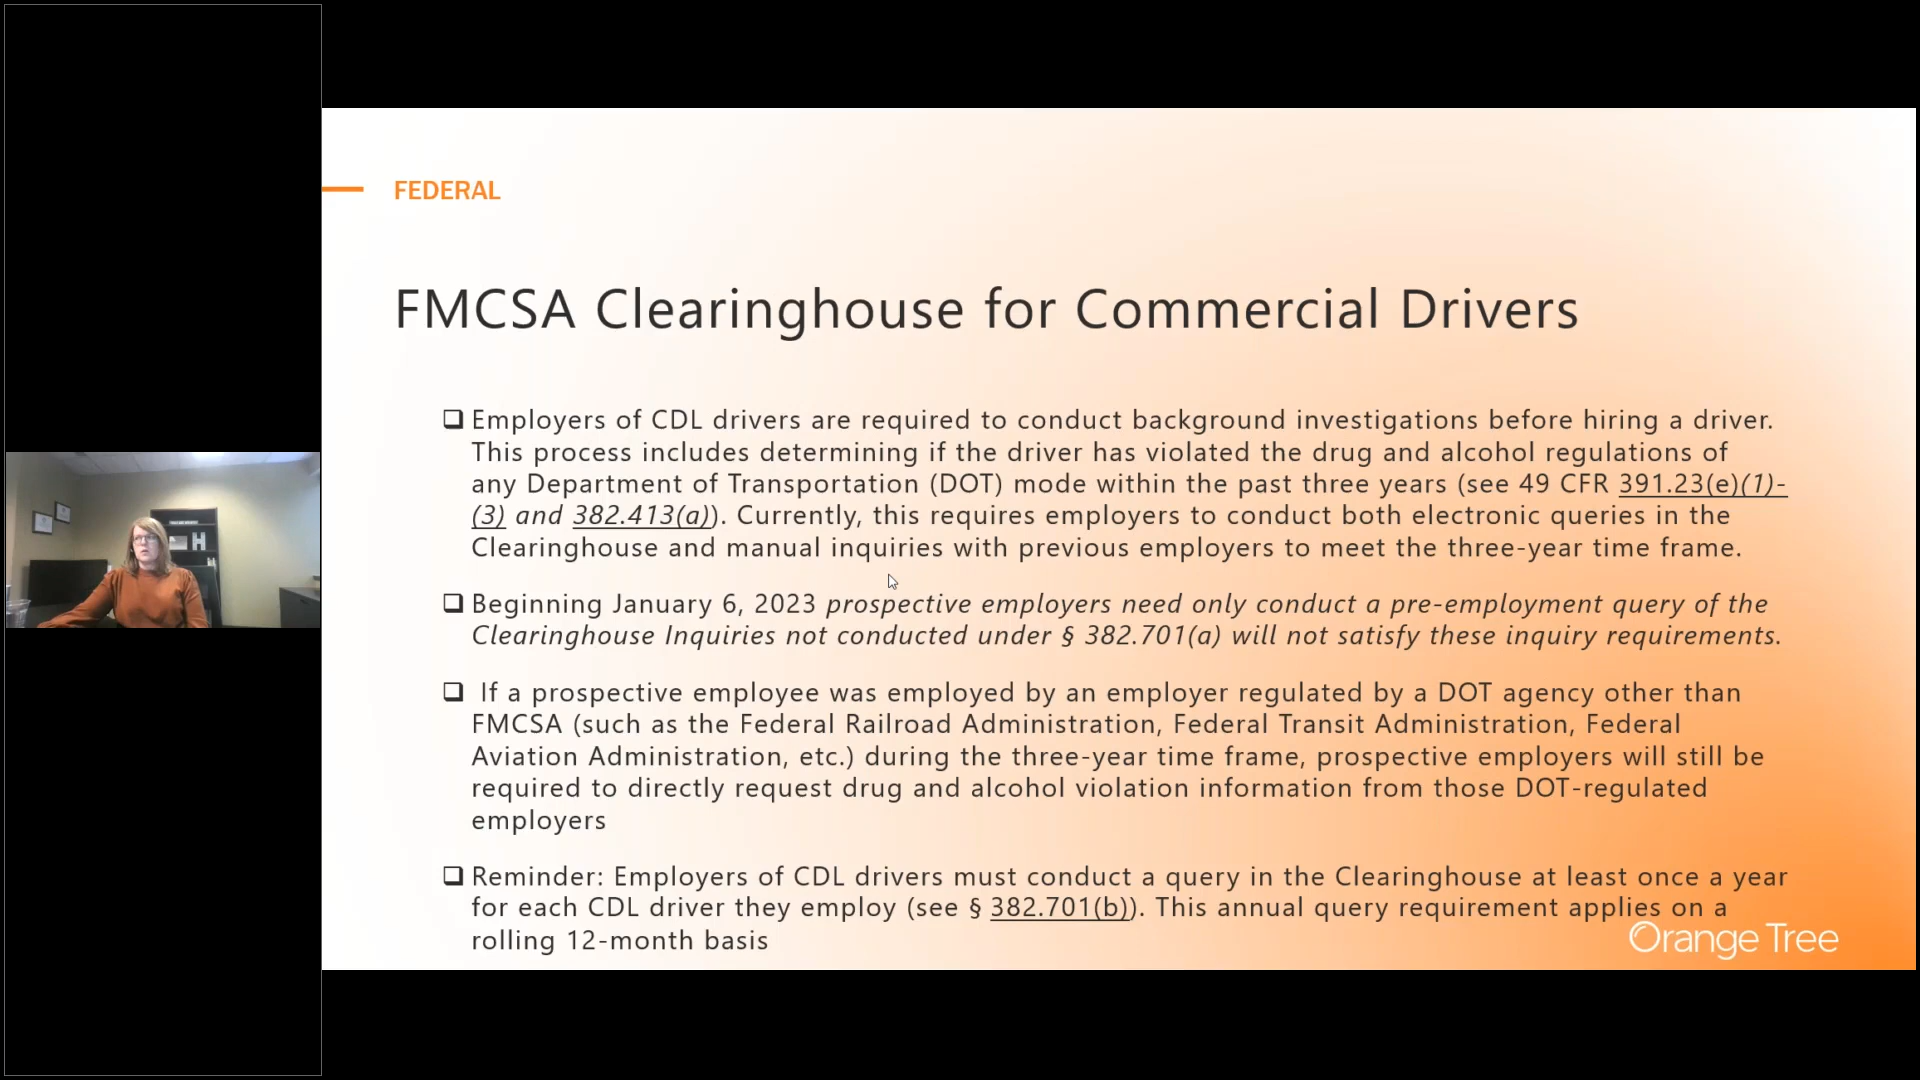 FEDERAL
FMCSA Clearinghouse for Commercial Drivers
Employers of CDL drivers are required to conduct background investigations before hiring a driver.
This process includes determining if the driver has violated the drug and alcohol regulations of
any Department of Transportation (DOT) mode within the past three years (see 49 CFR 391.23(e)(1)-
(3) and 382.413(a)). Currently, this requires employers to conduct both electronic queries in the
Clearinghouse and manual inquiries with previous employers to meet the three-year time frame.
Beginning January 6, 2023 prospective employers need only conduct a pre-employment query of the
Clearinghouse Inquiries not conducted under § 382.701(a) will not satisfy these inquiry requirements.
If a prospective employee was employed by an employer regulated by a DOT agency other than
FMCSA (such as the Federal Railroad Administration, Federal Transit Administration, Federal
Aviation Administration, etc.) during the three-year time frame, prospective employers will still be
required to directly request drug and alcohol violation information from those DOT-regulated
employers
Reminder: Employers of CDL drivers must conduct a query in the Clearinghouse at least once a year
for each CDL driver they employ (see § 382.701(b)). This annual query requirement applies on a
rolling 12-month basis
Orange Tree
H